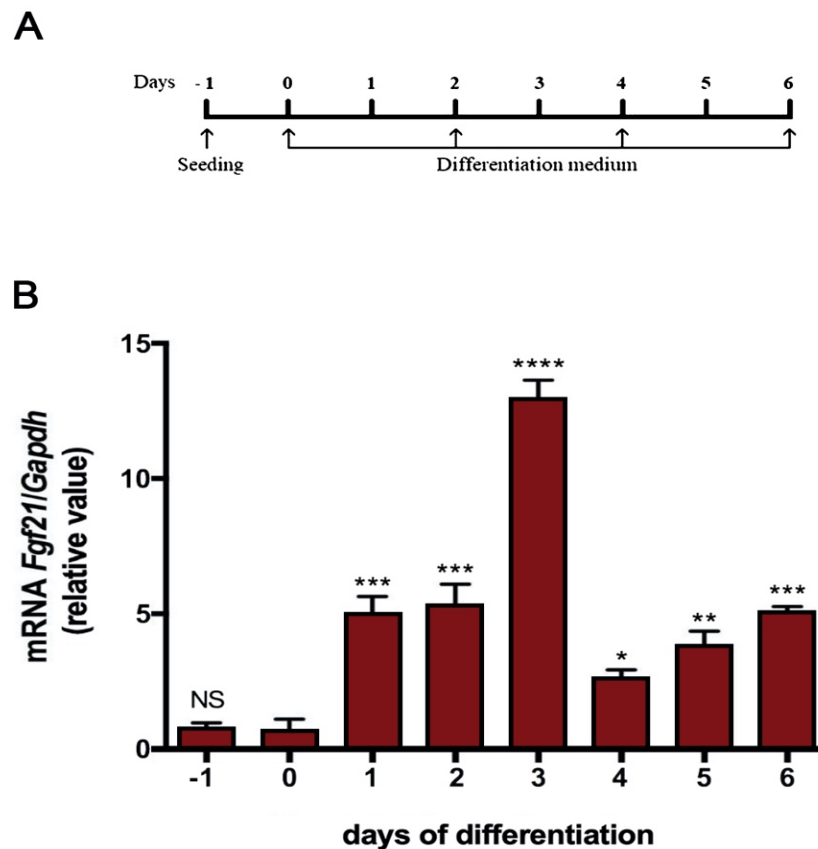 A
Days -1 0 1 2 3 4 5 6
Seeding Differentiation medium
B
mRNA Fgf21/Gapdh
(relative value)
15
10
5
0
NS
***
***
****
*
**
***
-1 0 1 2 3 4 5 6
days of differentiation